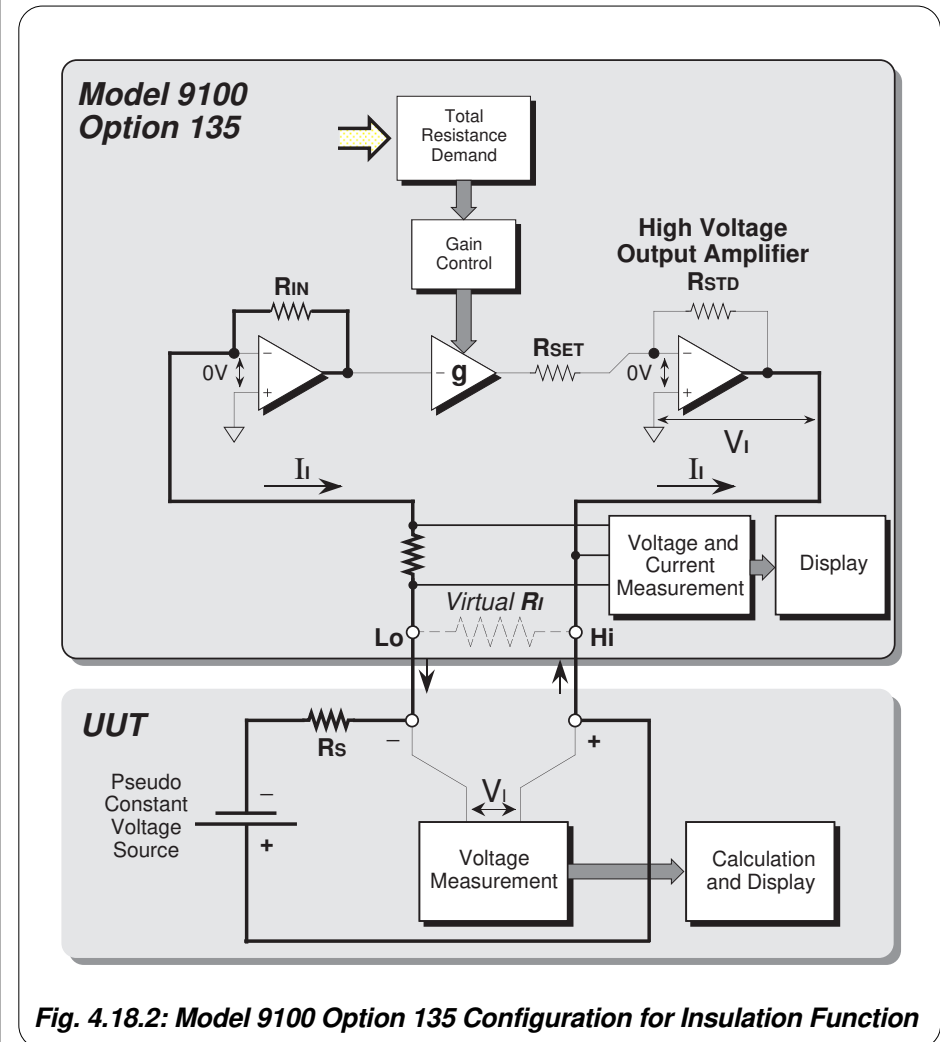 Model 9100
Option 135
Total
Resistance
Demand
Gain
Control
High Voltage
Output Amplifier
RIN
RSTD
RSET
0V
−
+
− g
0V
−
+
VI
II
II
Voltage and
Current
Measurement
Display
Virtual RI
Lo
Hi
UUT
RS
−
+
Pseudo
Constant
Voltage
Source
−
+
VI
Voltage
Measurement
Calculation
and Display
Fig. 4.18.2: Model 9100 Option 135 Configuration for Insulation Function